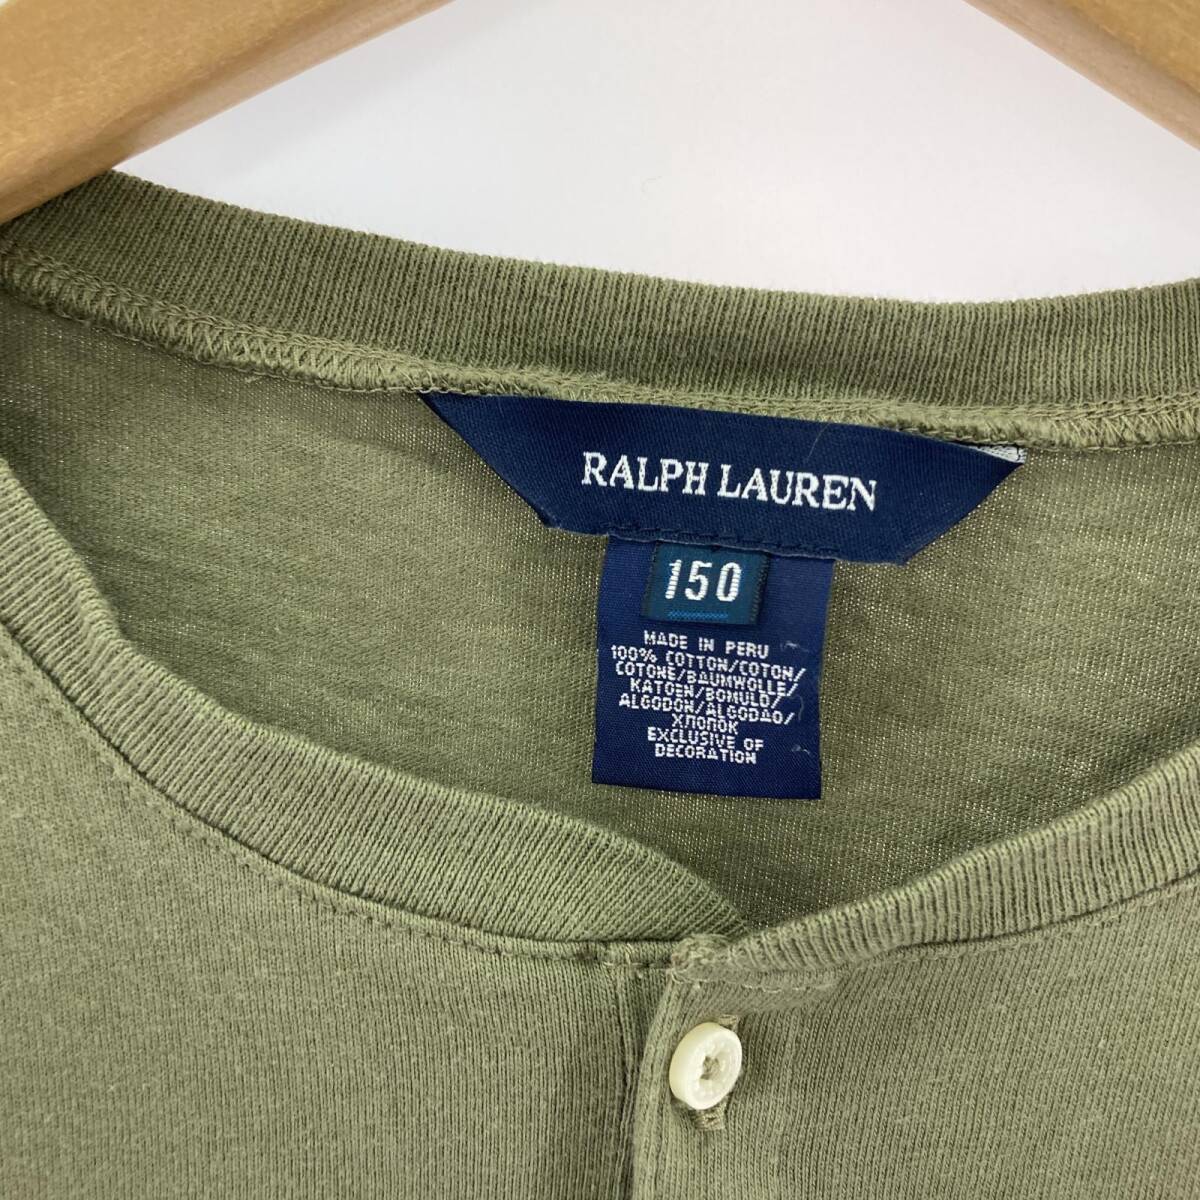 RALPH LAUREN
150
MADE IN PERU
100% COTTON/COTON/
COTONE/BAUMWOLLE/
KATOEN/BOMULD/
ALGODON/ALGODAO/
ХЛОПОК
EXCLUSIVE OF
DECORATION